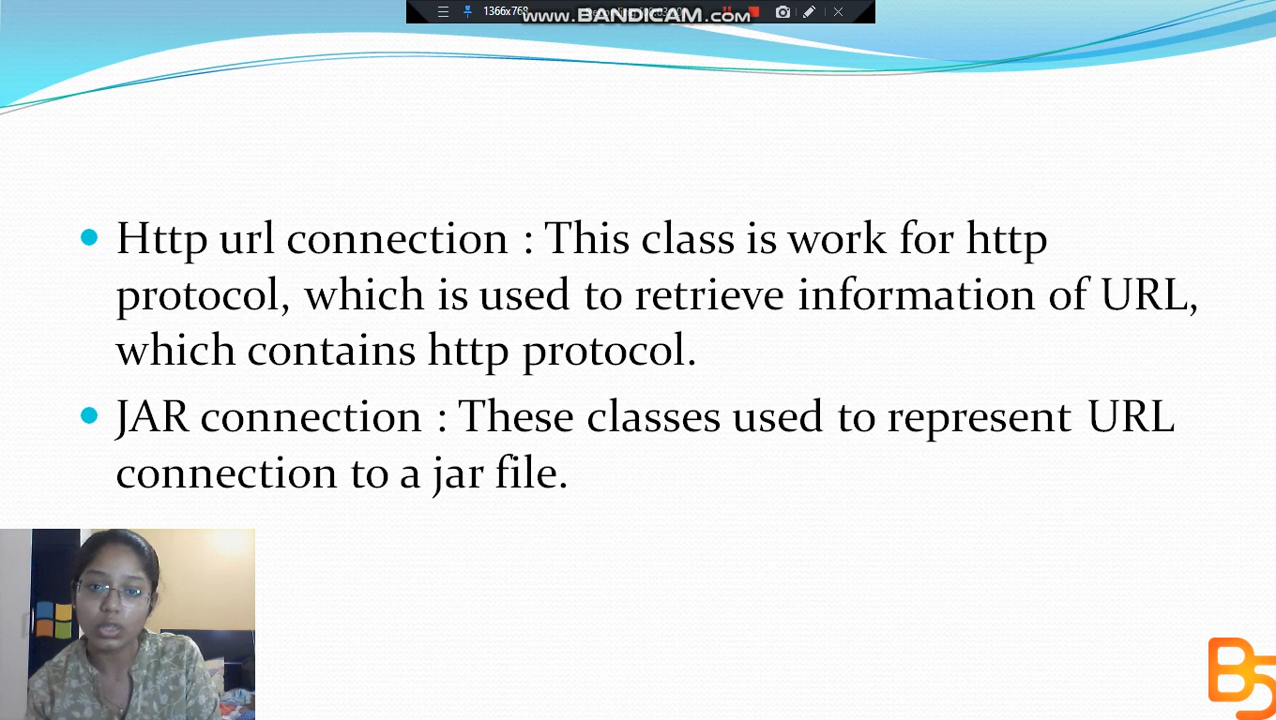 1366x768
www.BANDICAM.com
Http url connection : This class is work for http
protocol, which is used to retrieve information of URL,
which contains http protocol.
JAR connection : These classes used to represent URL
connection to a jar file.
B5